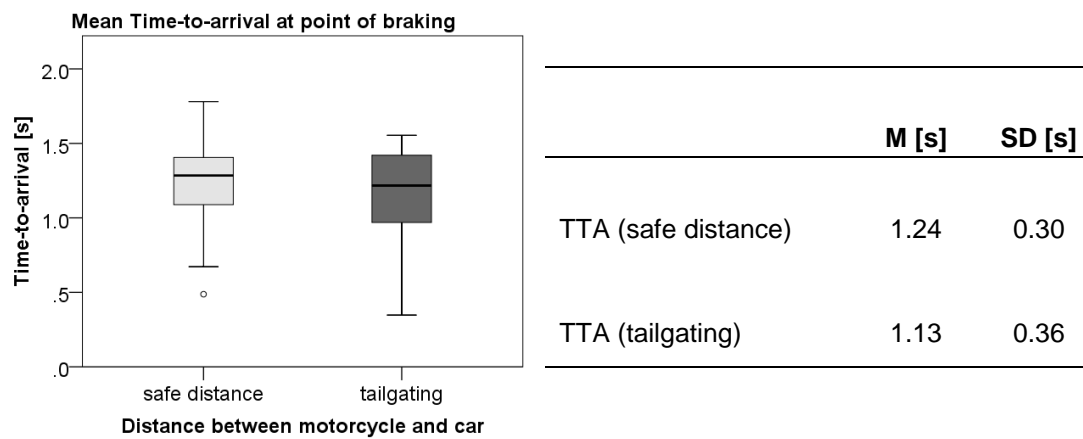 Mean Time-to-arrival at point of braking
Time-to-arrival [s]
2.0
1.5
1.0
.5
.0
safe distance tailgating
Distance between motorcycle and car
M [s] SD [s]
TTA (safe distance) 1.24 0.30
TTA (tailgating) 1.13 0.36